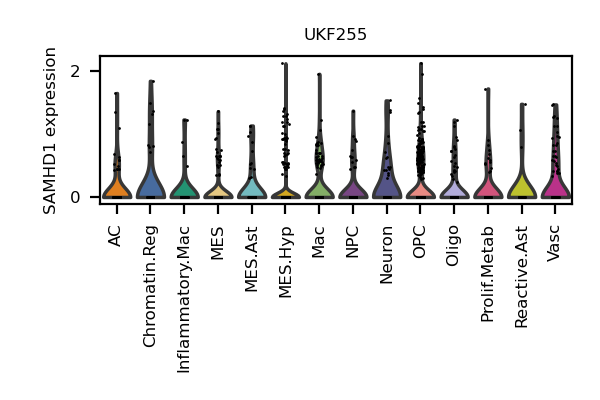 UKF255
SAMHD1 expression
2
0
AC
Chromatin.Reg
Inflammatory.Mac
MES
MES.Ast
MES.Hyp
Mac
NPC
Neuron
OPC
Oligo
Prolif.Metab
Reactive.Ast
Vasc